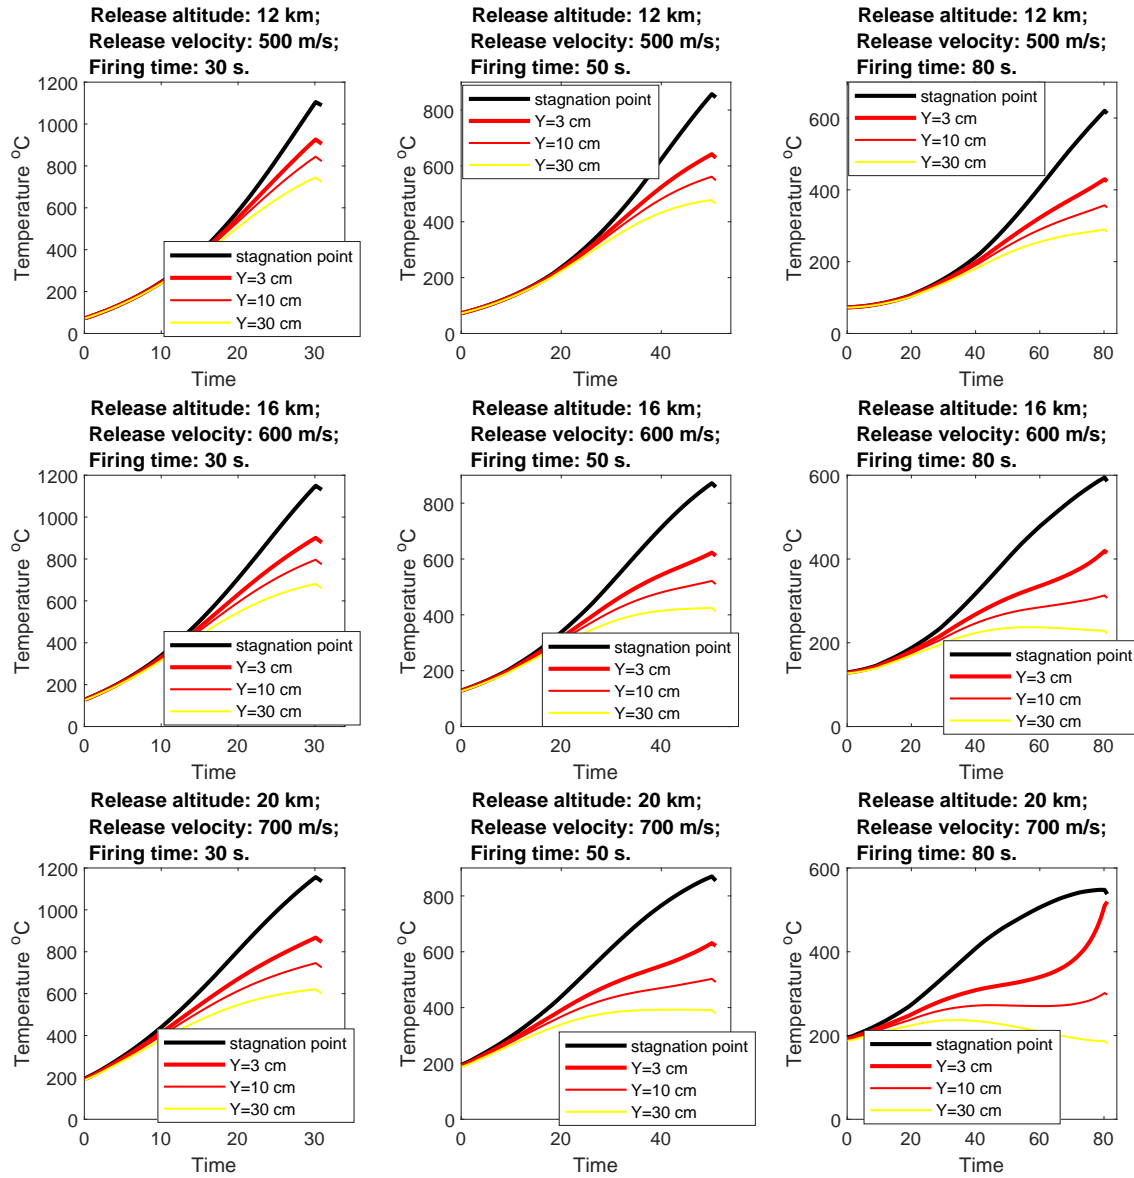 Release altitude: 12 km;
Release velocity: 500 m/s;
Firing time: 30 s.
1200
1000
800
600
400
200
0
Temperature °C
stagnation point
Y=3 cm
Y=10 cm
Y=30 cm
0 10 20 30
Time
Release altitude: 12 km;
Release velocity: 500 m/s;
Firing time: 50 s.
800
600
400
200
0
Temperature °C
stagnation point
Y=3 cm
Y=10 cm
Y=30 cm
0 20 40
Time
Release altitude: 12 km;
Release velocity: 500 m/s;
Firing time: 80 s.
600
400
200
0
Temperature °C
stagnation point
Y=3 cm
Y=10 cm
Y=30 cm
0 20 40 60 80
Time
Release altitude: 16 km;
Release velocity: 600 m/s;
Firing time: 30 s.
1200
1000
800
600
400
200
0
Temperature °C
stagnation point
Y=3 cm
Y=10 cm
Y=30 cm
0 10 20 30
Time
Release altitude: 16 km;
Release velocity: 600 m/s;
Firing time: 50 s.
800
600
400
200
0
Temperature °C
stagnation point
Y=3 cm
Y=10 cm
Y=30 cm
0 20 40
Time
Release altitude: 16 km;
Release velocity: 600 m/s;
Firing time: 80 s.
600
400
200
0
Temperature °C
stagnation point
Y=3 cm
Y=10 cm
Y=30 cm
0 20 40 60 80
Time
Release altitude: 20 km;
Release velocity: 700 m/s;
Firing time: 30 s.
1200
1000
800
600
400
200
0
Temperature °C
stagnation point
Y=3 cm
Y=10 cm
Y=30 cm
0 10 20 30
Time
Release altitude: 20 km;
Release velocity: 700 m/s;
Firing time: 50 s.
800
600
400
200
0
Temperature °C
stagnation point
Y=3 cm
Y=10 cm
Y=30 cm
0 20 40
Time
Release altitude: 20 km;
Release velocity: 700 m/s;
Firing time: 80 s.
600
400
200
0
Temperature °C
stagnation point
Y=3 cm
Y=10 cm
Y=30 cm
0 20 40 60 80
Time